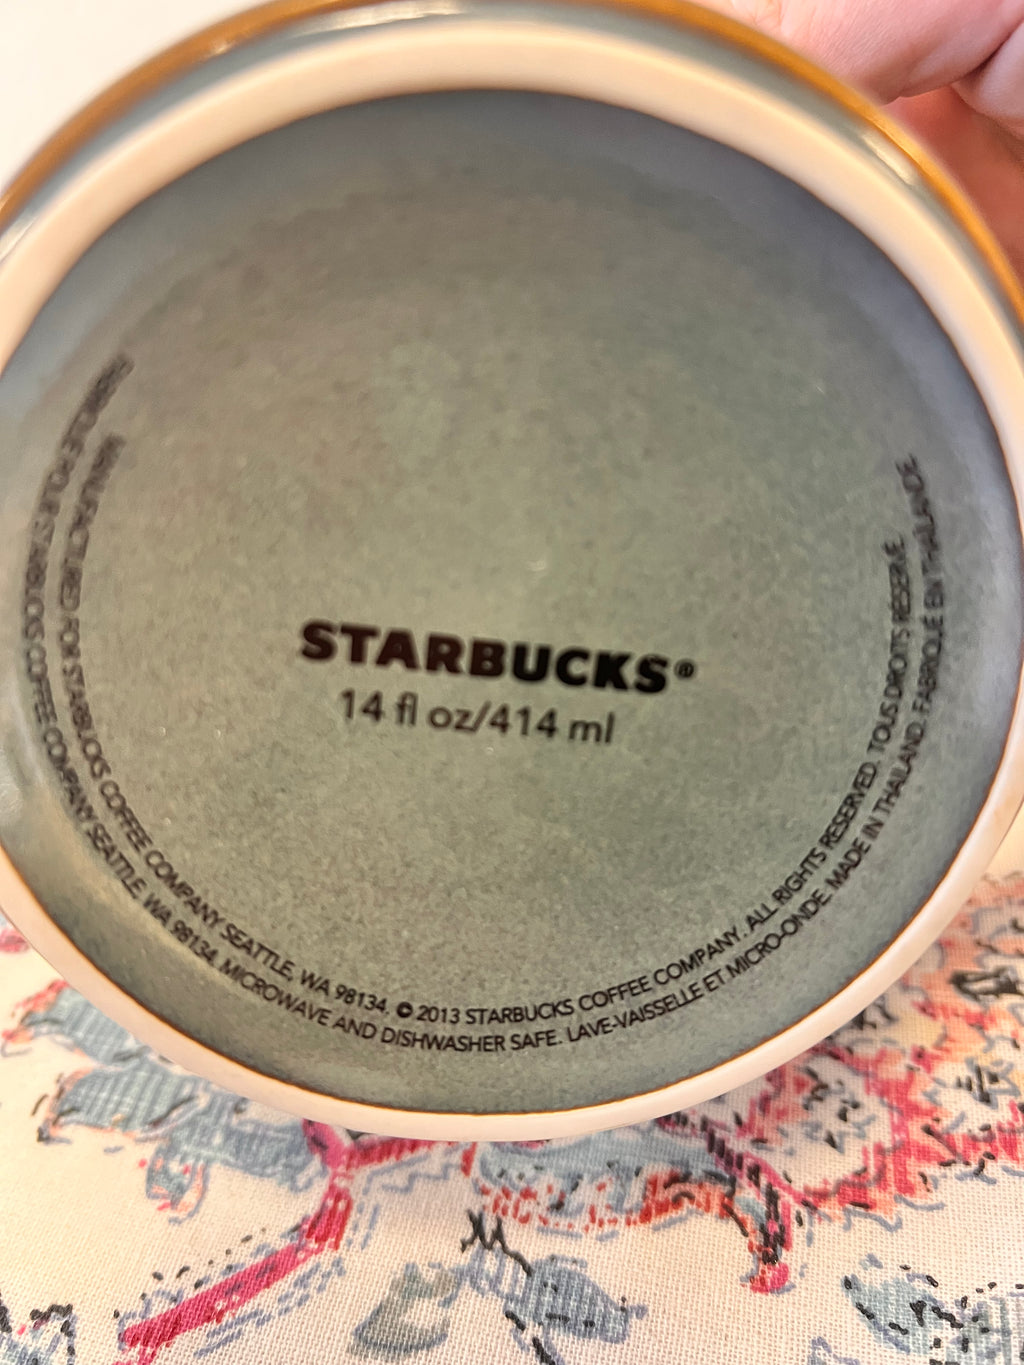 STARBUCKS®
14 fl oz/414 ml
MANUFACTURED FOR STARBUCKS COFFEE COMPANY SEATTLE, WA 98134. © 2013 STARBUCKS COFFEE COMPANY. ALL RIGHTS RESERVED. TOUS DROITS RESERVÉ.
FABRIQUÉ POUR STARBUCKS COFFEE COMPANY SEATTLE, WA 98134. MICROWAVE AND DISHWASHER SAFE. LAVE-VAISSELLE ET MICRO-ONDE. MADE IN THAILAND. FABRIQUÉ EN THAÏLANDE.